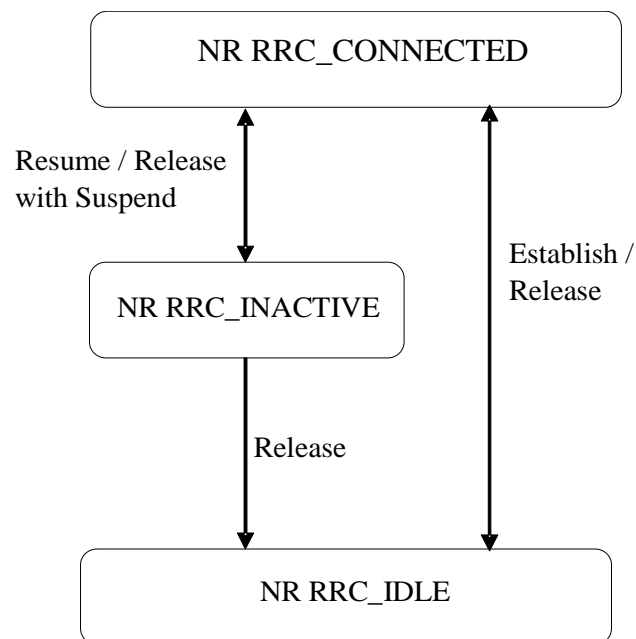 NR RRC_CONNECTED
Resume / Release
with Suspend
Establish /
Release
NR RRC_INACTIVE
Release
NR RRC_IDLE